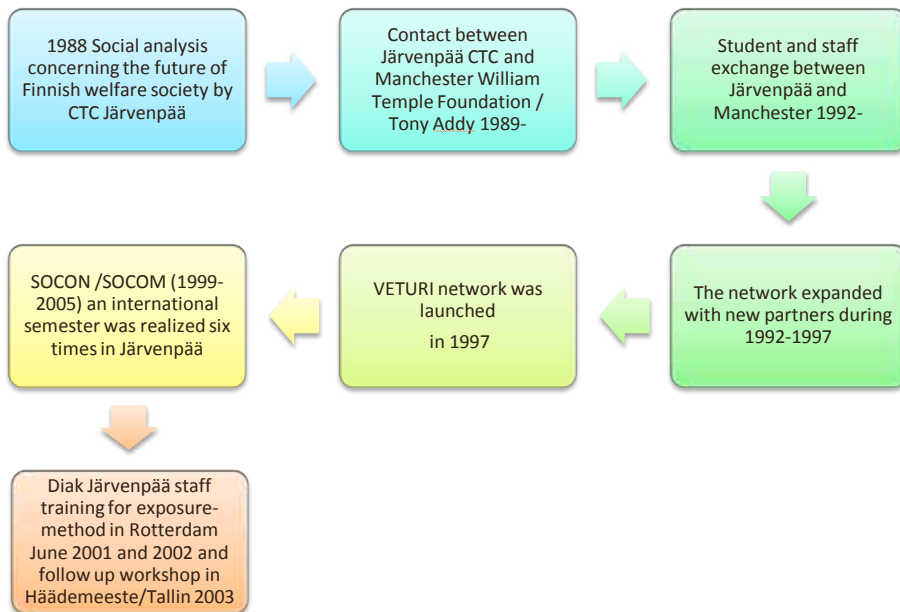 1988 Social analysis
concerning the future of
Finnish welfare society by
CTC Järvenpää
Contact between
Järvenpää CTC and
Manchester William
Temple Foundation /
Tony Addy 1989-
Student and staff
exchange between
Järvenpää and
Manchester 1992-
The network expanded
with new partners during
1992-1997
VETURI network was
launched
in 1997
SOCON /SOCOM (1999-
2005) an international
semester was realized six
times in Järvenpää
Diak Järvenpää staff
training for exposure-
method in Rotterdam
June 2001 and 2002 and
follow up workshop in
Häädemeeste/Tallin 2003